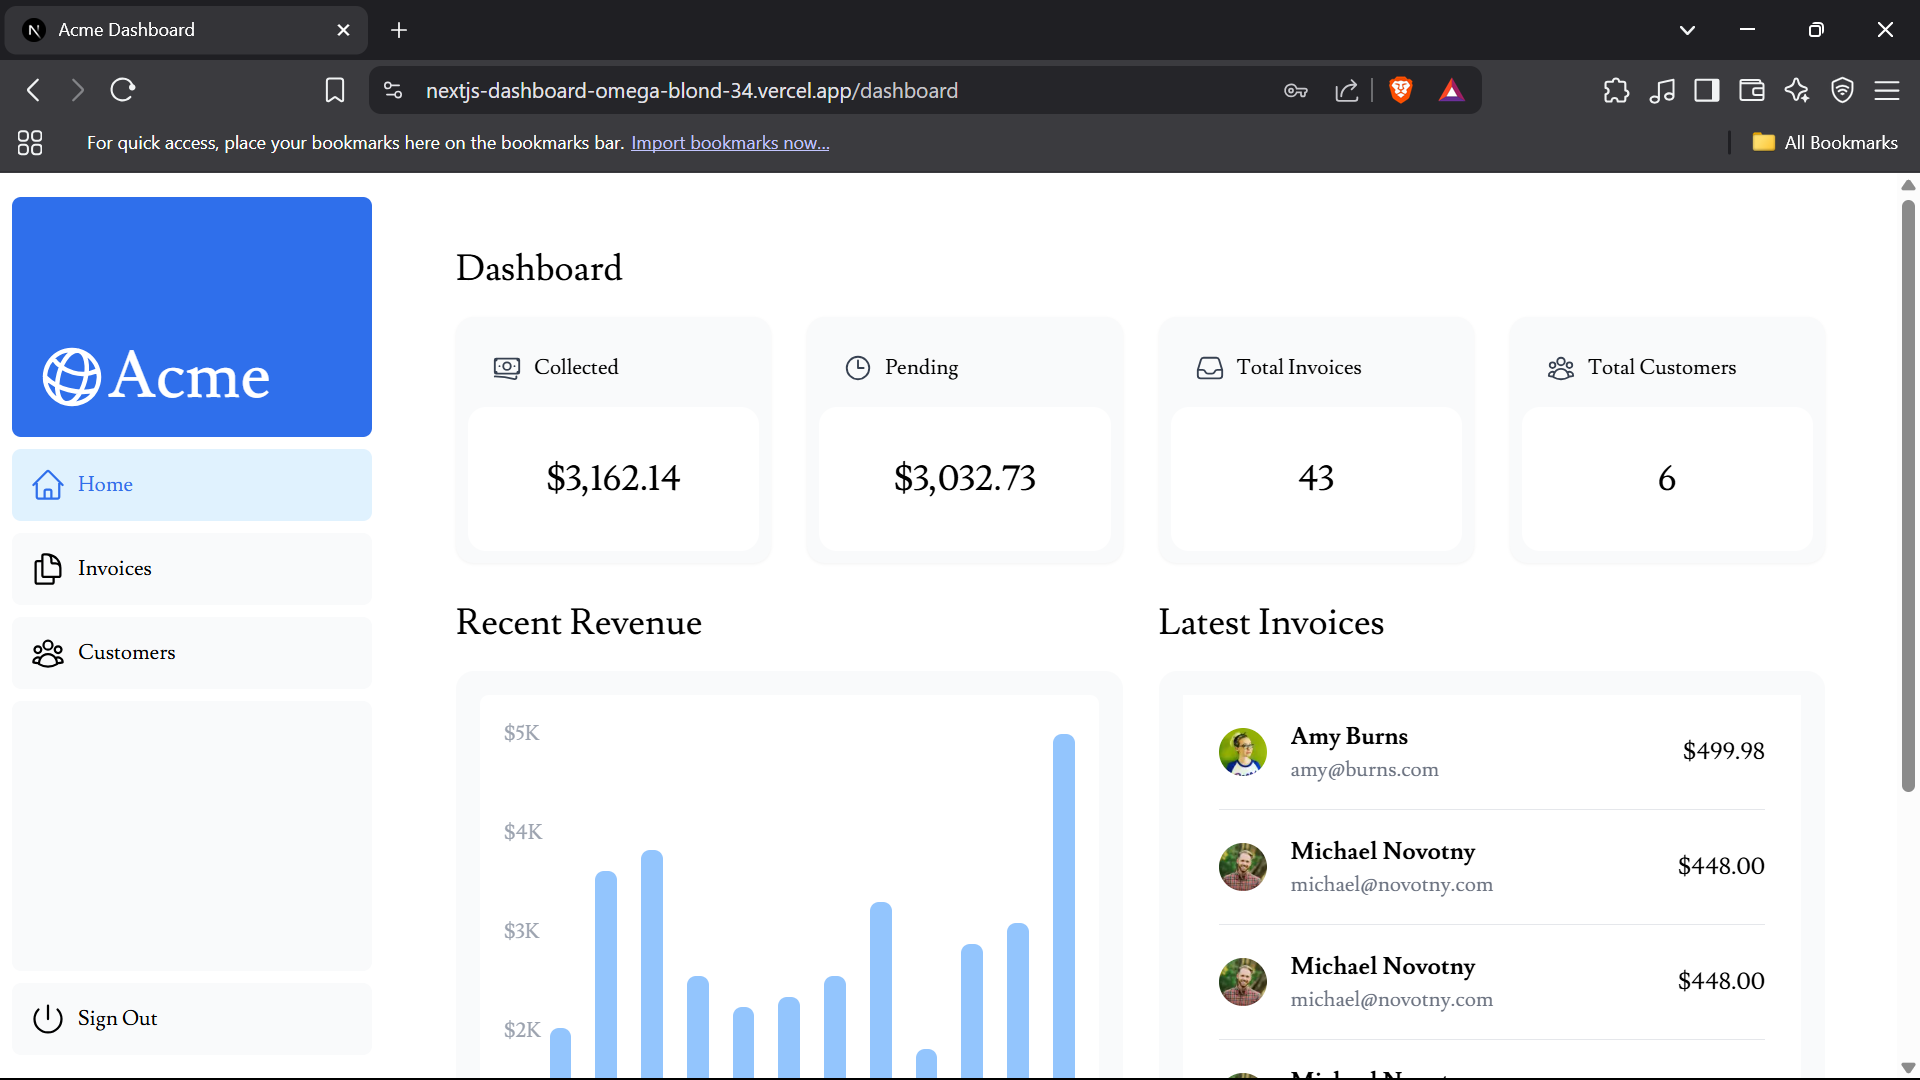 Acme Dashboard
nextjs-dashboard-omega-blond-34.vercel.app/dashboard
For quick access, place your bookmarks here on the bookmarks bar. Import bookmarks now...
All Bookmarks
Acme
Home
Invoices
Customers
Sign Out
Dashboard
Collected
$3,162.14
Pending
$3,032.73
Total Invoices
43
Total Customers
6
Recent Revenue
$5K
$4K
$3K
$2K
Latest Invoices
Amy Burns
amy@burns.com
$499.98
Michael Novotny
michael@novotny.com
$448.00
Michael Novotny
michael@novotny.com
$448.00